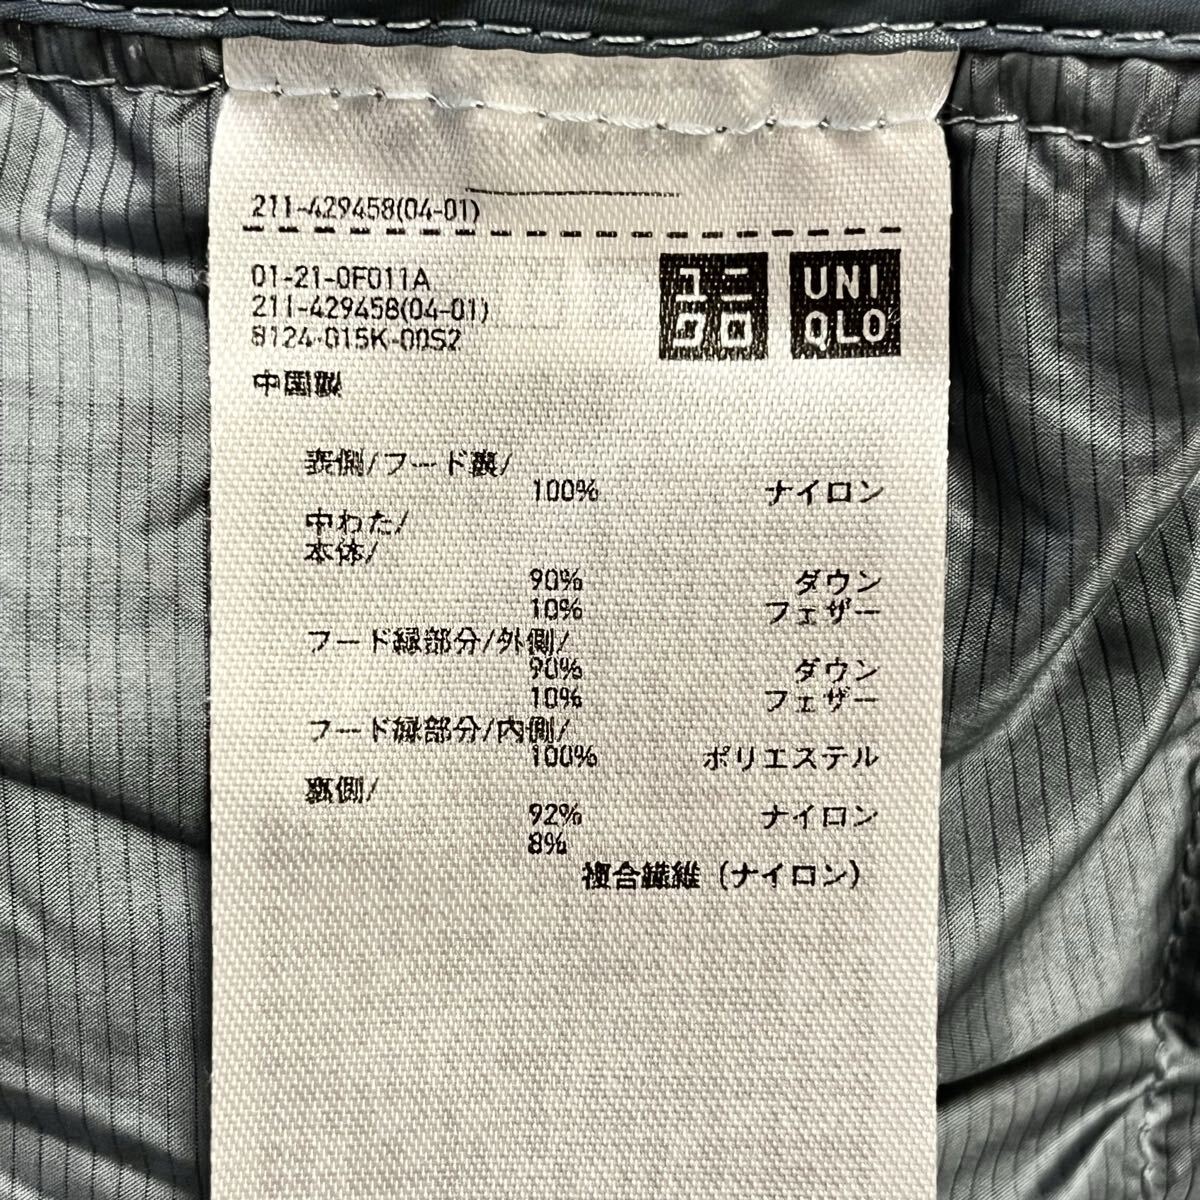 211-429458(04-01)
01-21-0F011A
211-429458(04-01)
8124-015K-00S2
ユニ
クロ
UNI
QLO
中国製
表側/フード裏/
100% ナイロン
中わた/
本体/
90% ダウン
10% フェザー
フード縁部分/外側/
90% ダウン
10% フェザー
フード縁部分/内側/
100% ポリエステル
裏側/
92% ナイロン
8%
複合繊維(ナイロン)